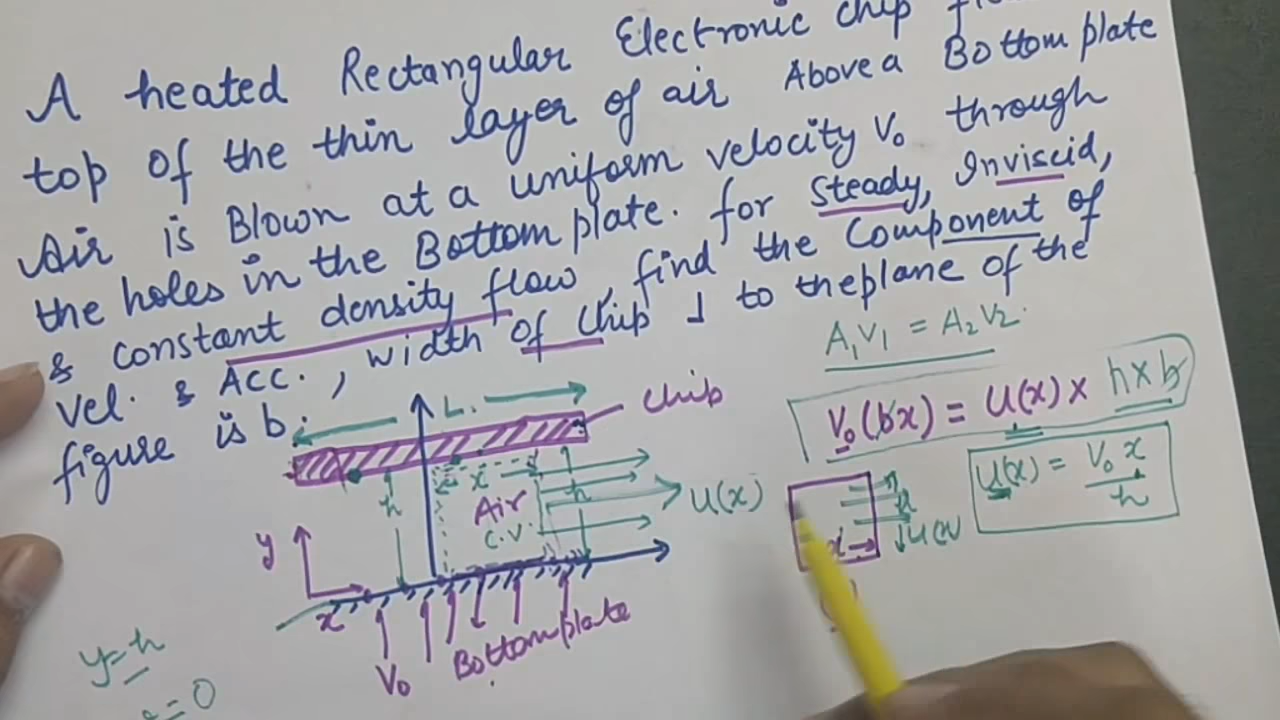 A heated Rectangular Electronic chip
top of the thin layer of air Above a Bottom plate
Air is Blown at a uniform velocity V₀ through
the holes in the Bottom plate. for Steady, Inviscid,
& constant density flow, find the Component of
Vel. & Acc., width of Chip ⊥ to the plane of the
figure is b.
A₁V₁ = A₂V₂.
V₀(bx) = U(x) × h×b
U(x) = V₀ x / h
L.
Chip
x
h
h
Air
C.V.
U(x)
y
x
V₀
Bottom plate
x
U(x)
y=h
= 0